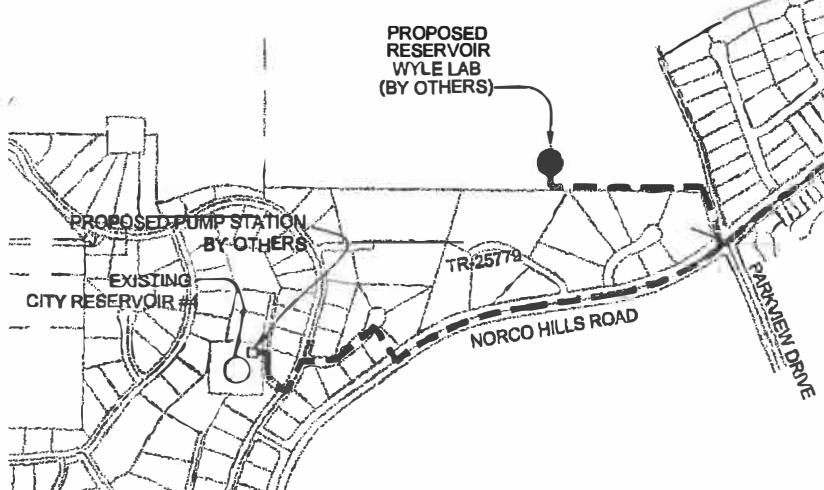 PROPOSED
RESERVOIR
WYLE LAB
(BY OTHERS)
PROPOSED PUMP STATION
BY OTHERS
EXISTING
CITY RESERVOIR #4
TR-25779
NORCO HILLS ROAD
PARKVIEW DRIVE